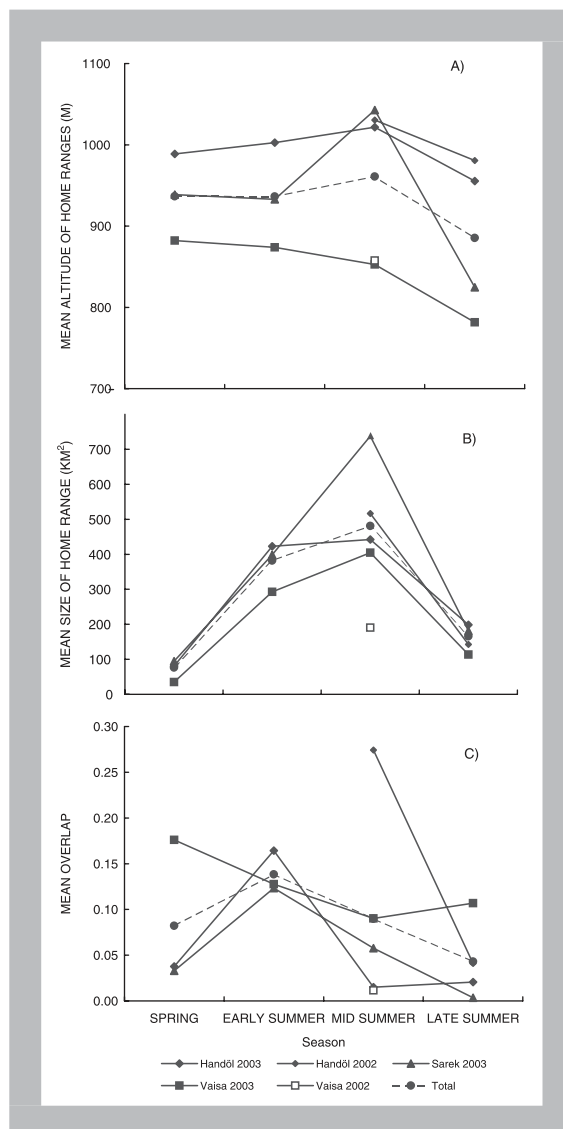 A)
MEAN ALTITUDE OF HOME RANGES (M)
1100
1000
900
800
700
B)
MEAN SIZE OF HOME RANGE (KM²)
700
600
500
400
300
200
100
0
C)
MEAN OVERLAP
0.30
0.25
0.20
0.15
0.10
0.05
0.00
SPRING EARLY SUMMER MID SUMMER LATE SUMMER
Season
Handöl 2003 Handöl 2002 Sarek 2003
Vaisa 2003 Vaisa 2002 Total